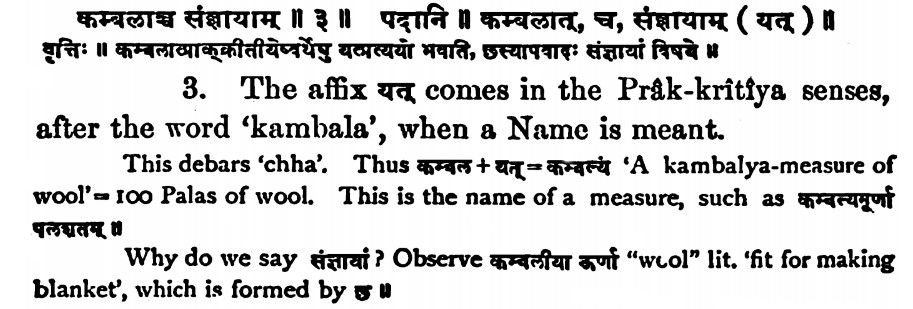 कम्बलाच्च संज्ञायाम् ॥ ३ ॥ पदानि ॥ कम्बलात्, च, संज्ञायाम् ( यत् ) ॥
वृत्तिः ॥ कम्बलात्प्राक्क्रीतीयेष्वर्थेषु यत्प्रत्ययो भवति, छस्यापवादः संज्ञायां विषये ॥
3. The affix यत् comes in the Prâk-krîtîya senses,
after the word ‘kambala’, when a Name is meant.
This debars ‘chha’. Thus कम्बल + यत् = कम्बल्यं ‘A kambalya-measure of
wool’ = 100 Palas of wool. This is the name of a measure, such as कम्बल्यमूर्णा
पलशतम् ॥
Why do we say संज्ञायां ? Observe कम्बलीया ऊर्णा “wool” lit. ‘fit for making
blanket’, which is formed by छ ॥